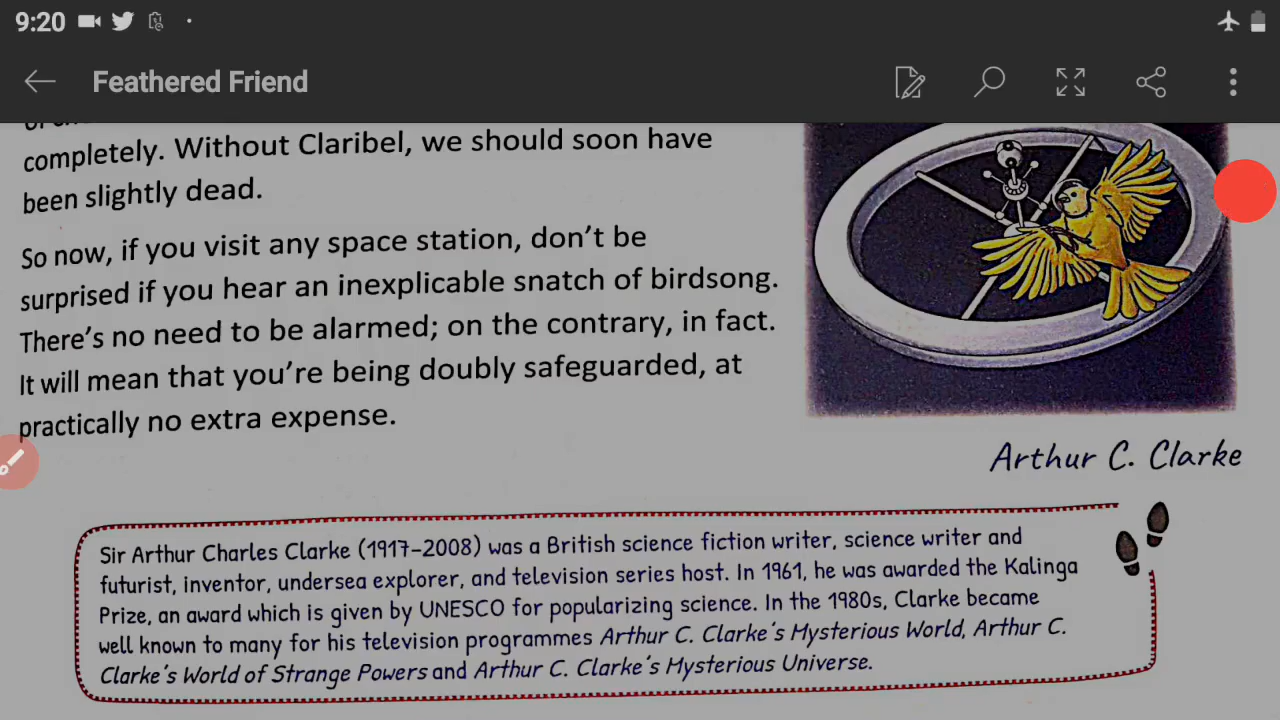 9:20
Feathered Friend
completely. Without Claribel, we should soon have
been slightly dead.
So now, if you visit any space station, don't be
surprised if you hear an inexplicable snatch of birdsong.
There's no need to be alarmed; on the contrary, in fact.
It will mean that you're being doubly safeguarded, at
practically no extra expense.
Arthur C. Clarke
Sir Arthur Charles Clarke (1917–2008) was a British science fiction writer, science writer and
futurist, inventor, undersea explorer, and television series host. In 1961, he was awarded the Kalinga
Prize, an award which is given by UNESCO for popularizing science. In the 1980s, Clarke became
well known to many for his television programmes Arthur C. Clarke's Mysterious World, Arthur C.
Clarke's World of Strange Powers and Arthur C. Clarke's Mysterious Universe.